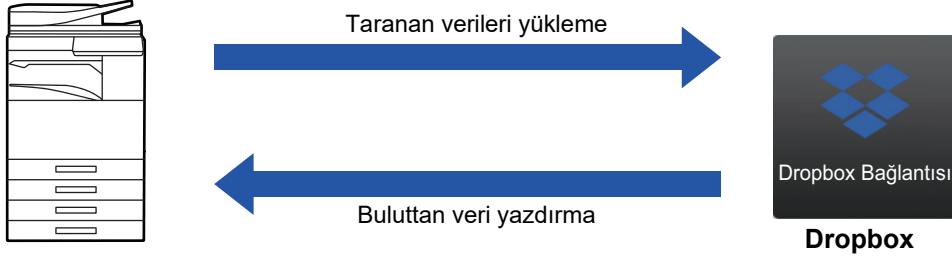 Taranan verileri yükleme
Dropbox Bağlantısı
Buluttan veri yazdırma
Dropbox